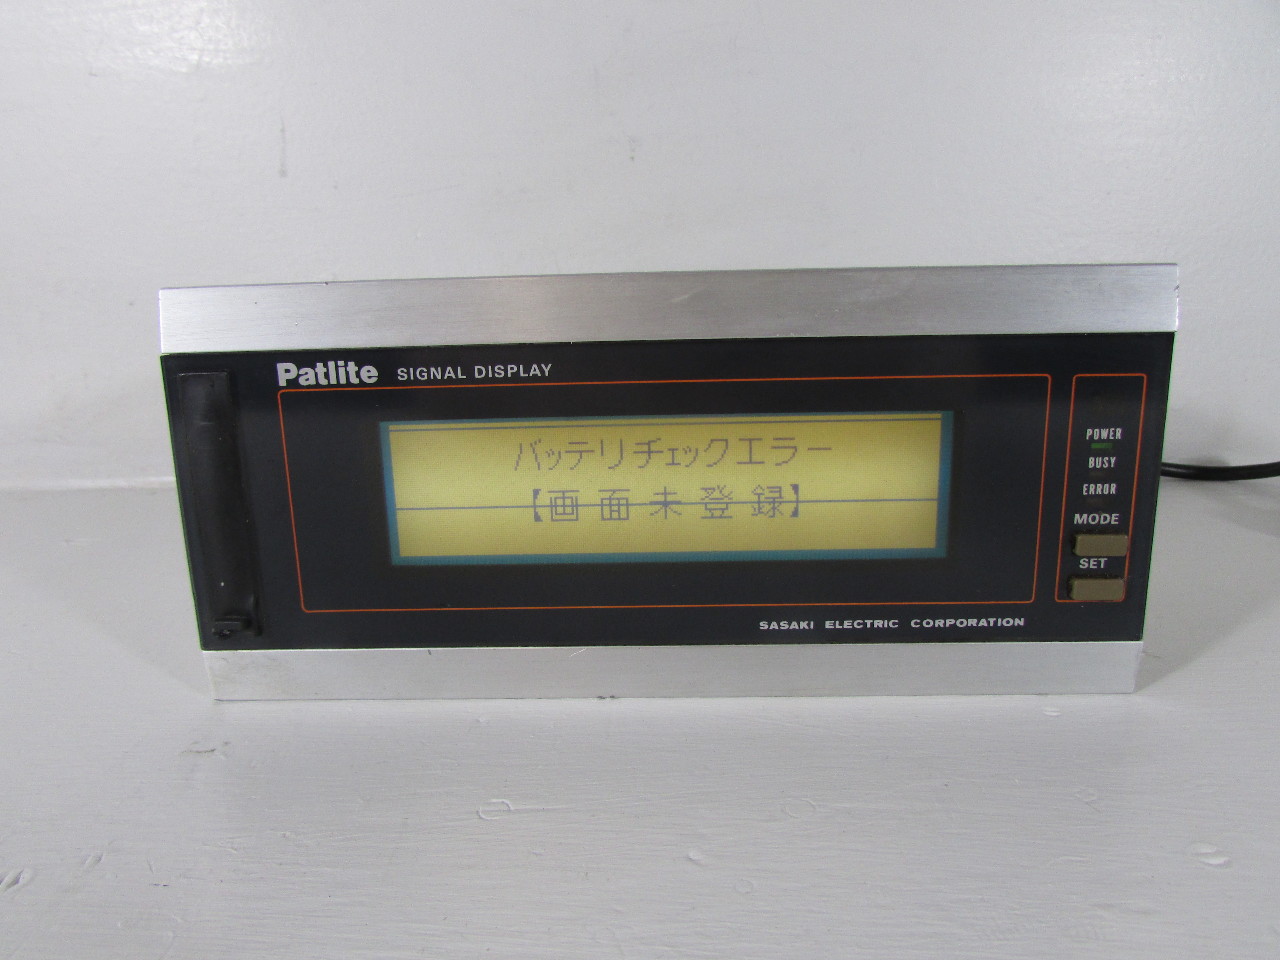 Patlite SIGNAL DISPLAY
バッテリチェックエラー
【画面未登録】
POWER
BUSY
ERROR
MODE
SET
SASAKI ELECTRIC CORPORATION